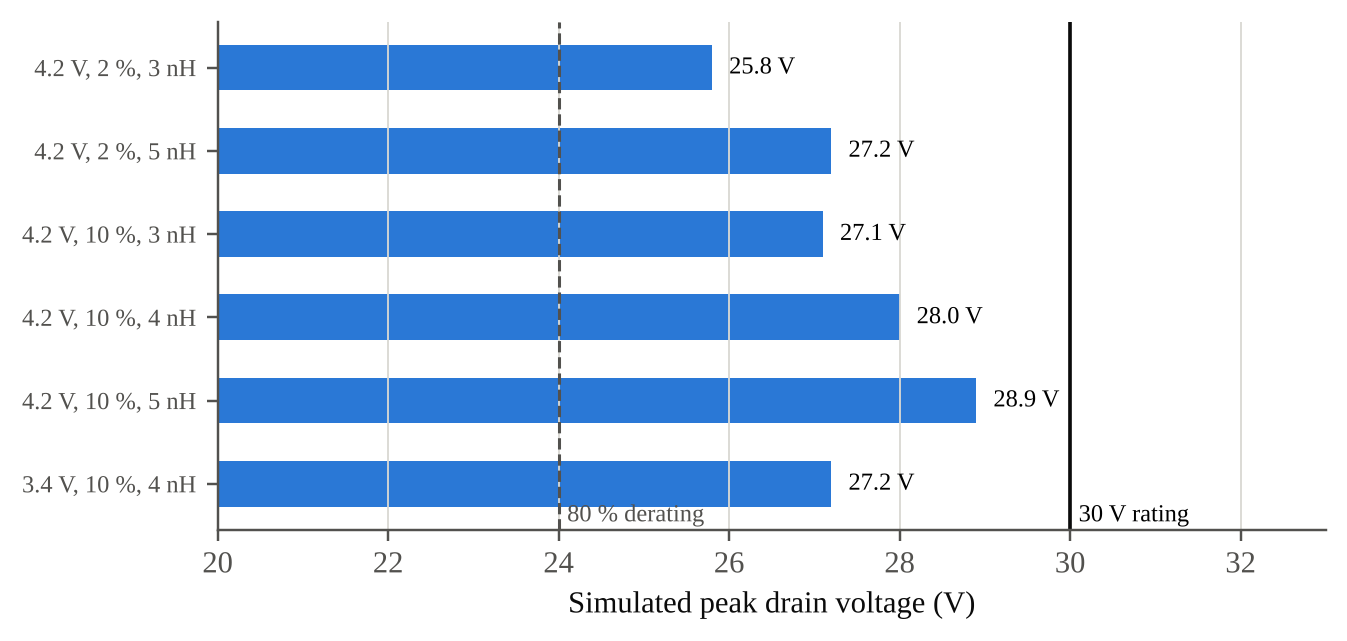 4.2 V, 2 %, 3 nH
25.8 V
4.2 V, 2 %, 5 nH
27.2 V
4.2 V, 10 %, 3 nH
27.1 V
4.2 V, 10 %, 4 nH
28.0 V
4.2 V, 10 %, 5 nH
28.9 V
3.4 V, 10 %, 4 nH
27.2 V
80 % derating
30 V rating
20 22 24 26 28 30 32
Simulated peak drain voltage (V)